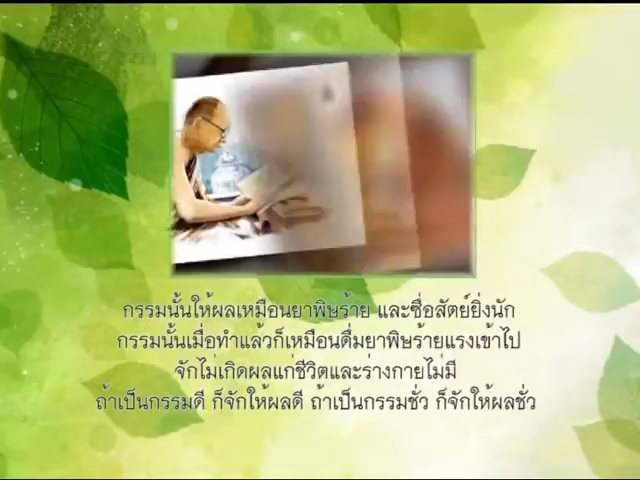 กรรมนั้นให้ผลเหมือนยาพิษร้าย และซื่อสัตย์ยิ่งนัก
กรรมนั้นเมื่อทำแล้วก็เหมือนดื่มยาพิษร้ายแรงเข้าไป
จักไม่เกิดผลแก่ชีวิตและร่างกายไม่มี
ถ้าเป็นกรรมดี ก็จักให้ผลดี ถ้าเป็นกรรมชั่ว ก็จักให้ผลชั่ว